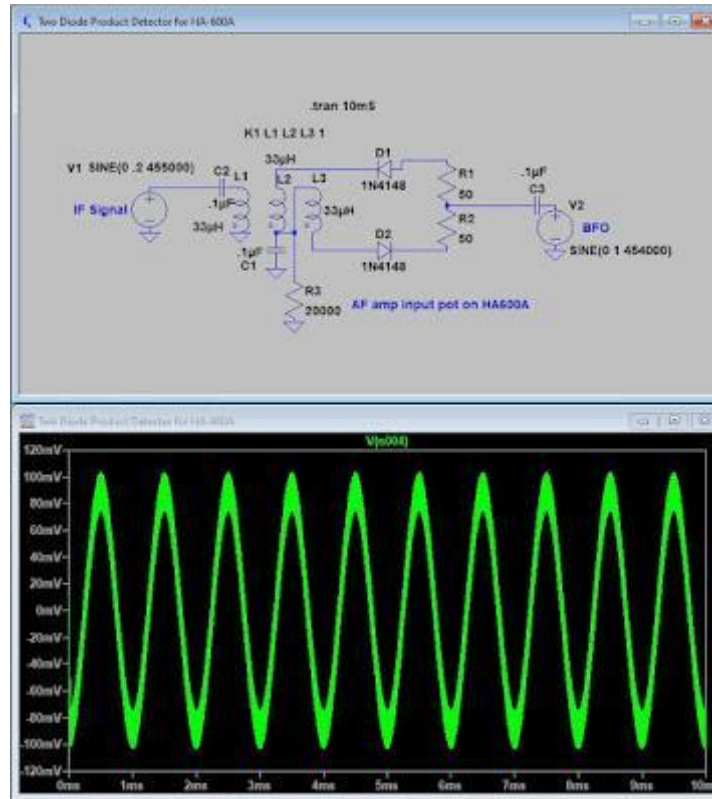 Two Diode Product Detector for HA-600A
.tran 10mS
K1 L1 L2 L3 1
V1 SINE(0 .2 455000)
IF Signal
C2
.1µF
L1
33µH
33µH
L2
L3
33µH
.1µF
C1
R3
20000
D1
1N4148
D2
1N4148
R1
50
R2
50
.1µF
C3
V2
BFO
SINE(0 1 454000)
AF amp input pot on HA600A
Two Diode Product Detector for HA-600A
V(n004)
120mV
100mV
80mV
60mV
40mV
20mV
0mV
-20mV
-40mV
-60mV
-80mV
-100mV
-120mV
0ms
1ms
2ms
3ms
4ms
5ms
6ms
7ms
8ms
9ms